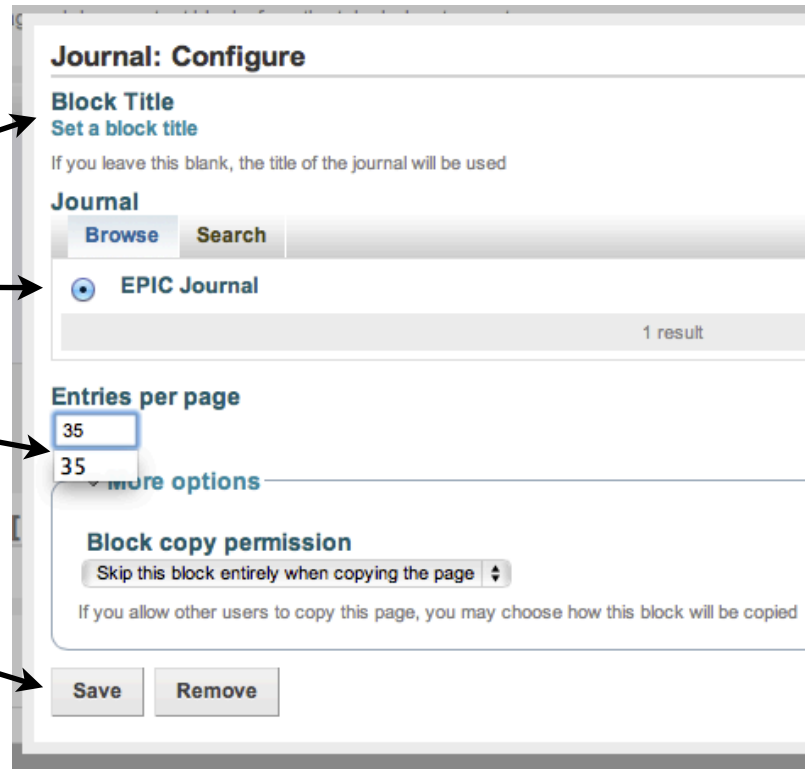 Journal: Configure
Block Title
Set a block title
If you leave this blank, the title of the journal will be used
Journal
Browse Search
EPIC Journal
1 result
Entries per page
35
35
More options
Block copy permission
Skip this block entirely when copying the page
If you allow other users to copy this page, you may choose how this block will be copied
Save Remove